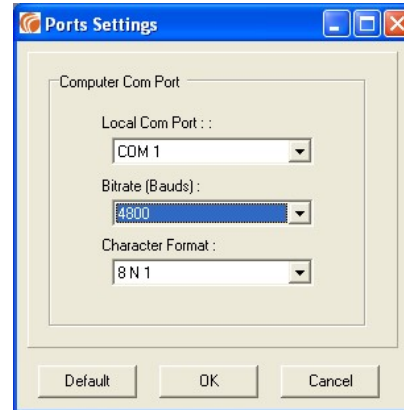 Ports Settings
Computer Com Port
Local Com Port : :
COM 1
Bitrate (Bauds) :
4800
Character Format :
8 N 1
Default OK Cancel